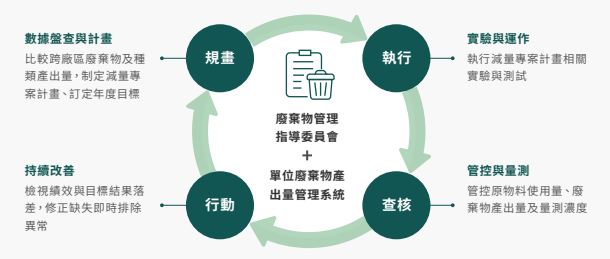 數據盤查與計畫
比較跨廠區廢棄物及種
類產出量，制定減量專
案計畫、訂定年度目標
規畫
執行
實驗與運作
執行減量專案計畫相關
實驗與測試
廢棄物管理
指導委員會
+
單位廢棄物產
出量管理系統
持續改善
檢視績效與目標結果落
差，修正缺失即時排除
異常
行動
查核
管控與量測
管控原物料使用量、廢
棄物產出量及量測濃度